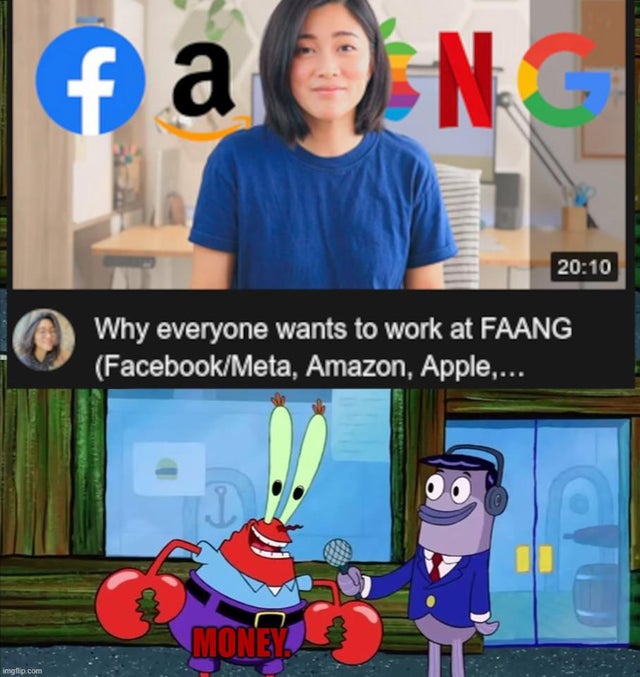 f a N G
20:10
Why everyone wants to work at FAANG
(Facebook/Meta, Amazon, Apple,...
MONEY.
imgflip.com